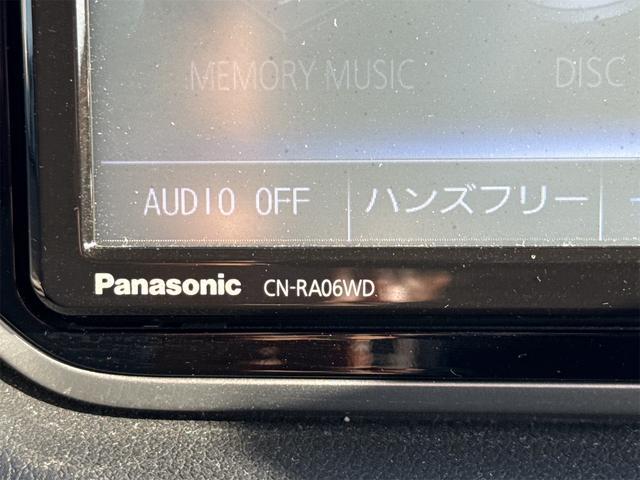 MEMORY MUSIC DISC
AUDIO OFF ハンズフリー
Panasonic CN-RA06WD